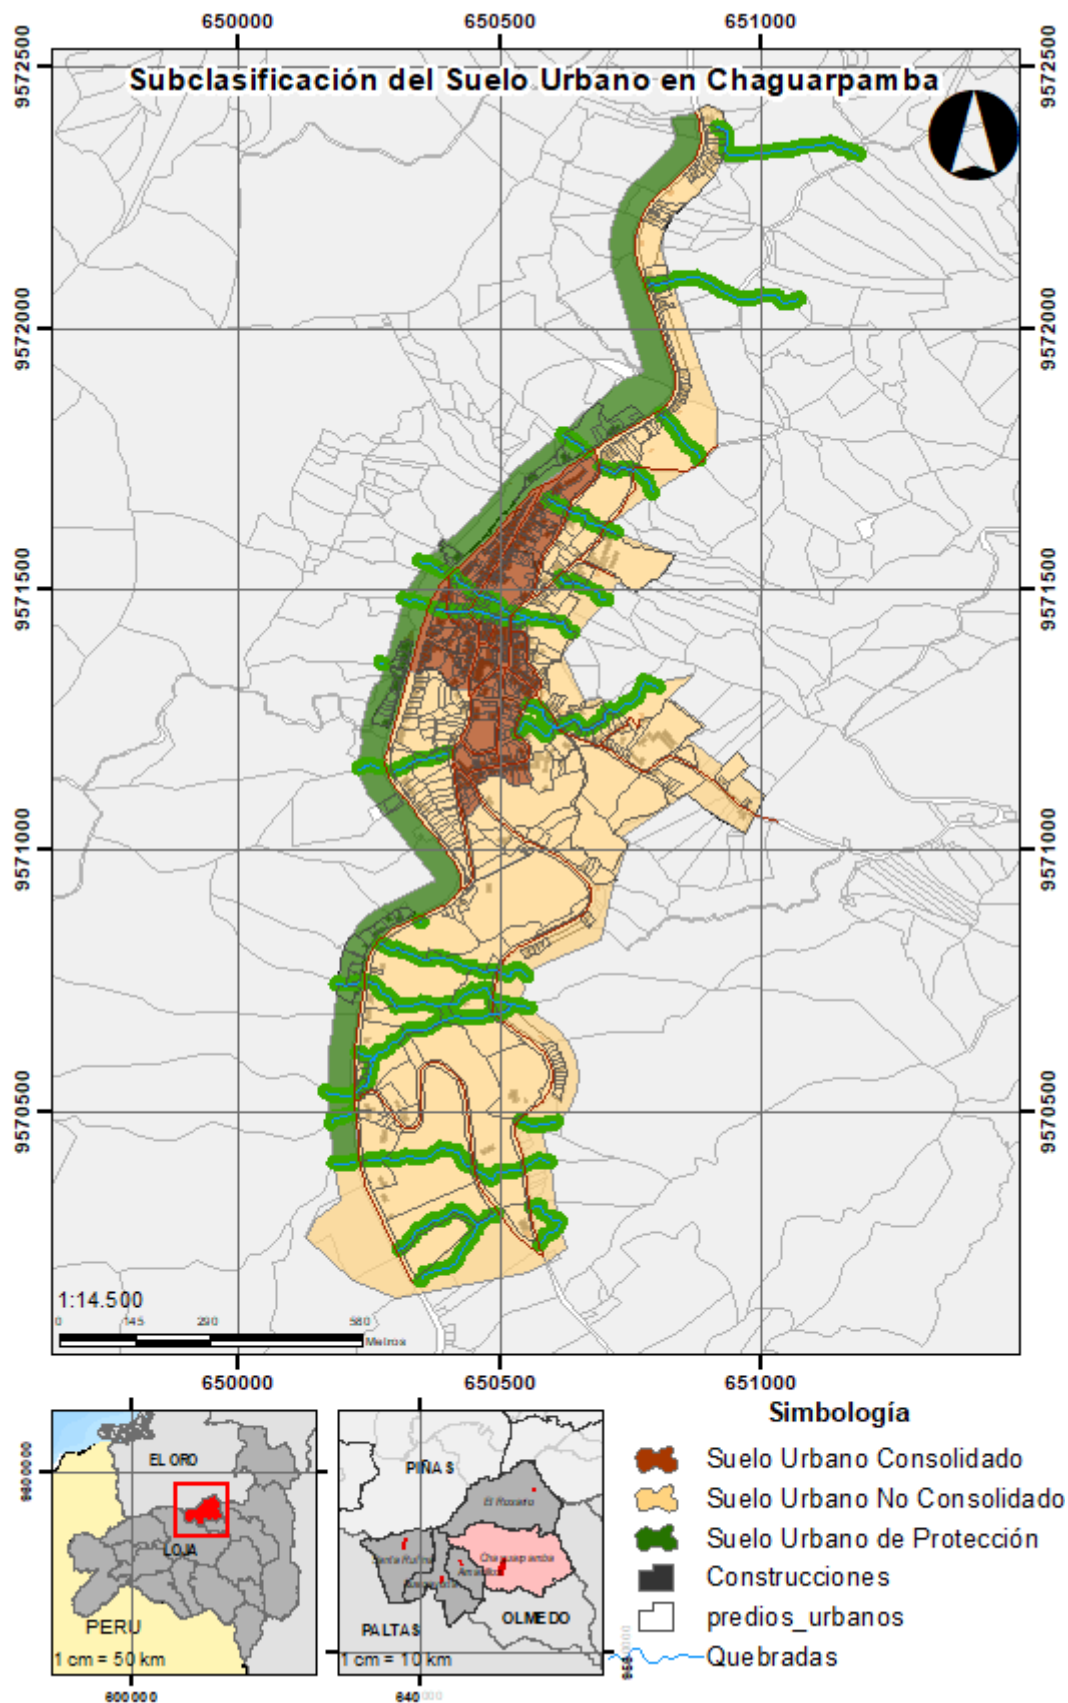 650000 650500 651000
9572500 9572500
Subclasificación del Suelo Urbano en Chaguarpamba
9572000 9572000
9571500 9571500
9571000 9571000
9570500 9570500
1:14.500
0 145 290 580
Metros
650000 650500 651000
EL ORO
LOJA
PERU
1 cm = 50 km
600000
PIÑAS
El Rosario
Santa Rufina
Chaguarpamba
PALTAS
OLMEDO
1 cm = 10 km
640000
Simbología
Suelo Urbano Consolidado
Suelo Urbano No Consolidado
Suelo Urbano de Protección
Construcciones
predios_urbanos
Quebradas